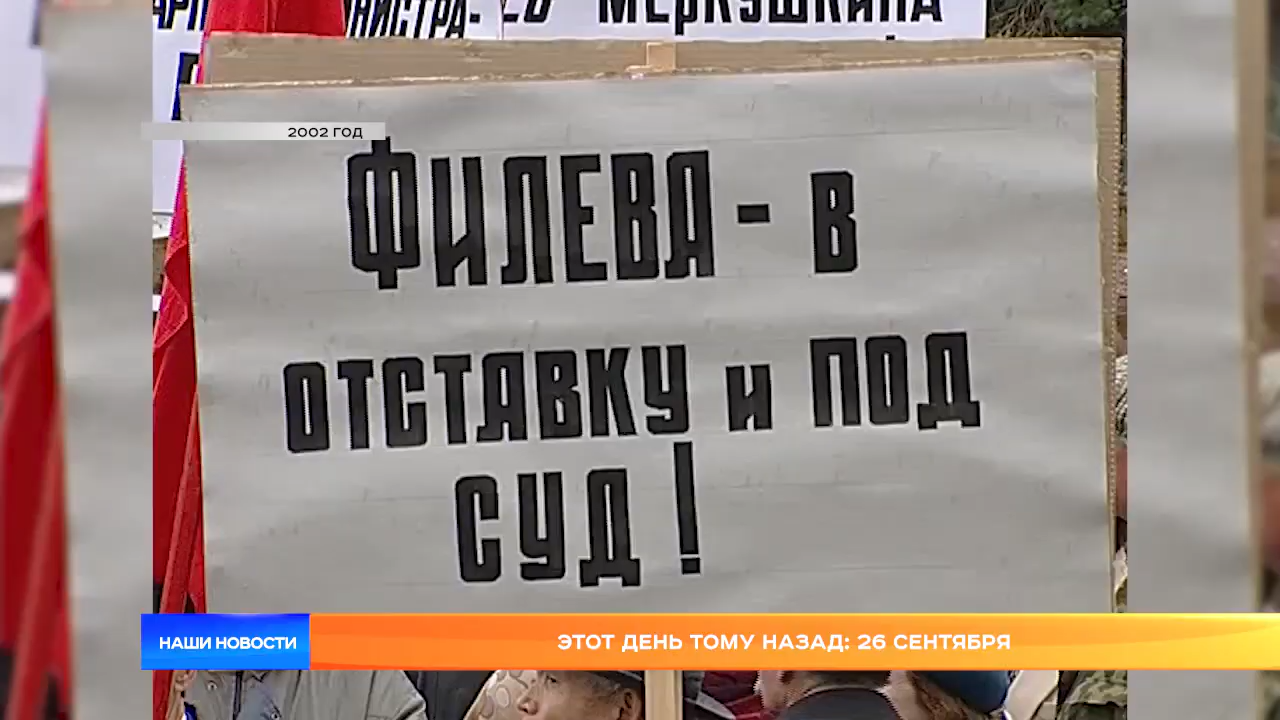 МЕРКУШКИНА
2002 ГОД
ФИЛЕВА - В
ОТСТАВКУ И ПОД
СУД!
НАШИ НОВОСТИ
ЭТОТ ДЕНЬ ТОМУ НАЗАД: 26 СЕНТЯБРЯ